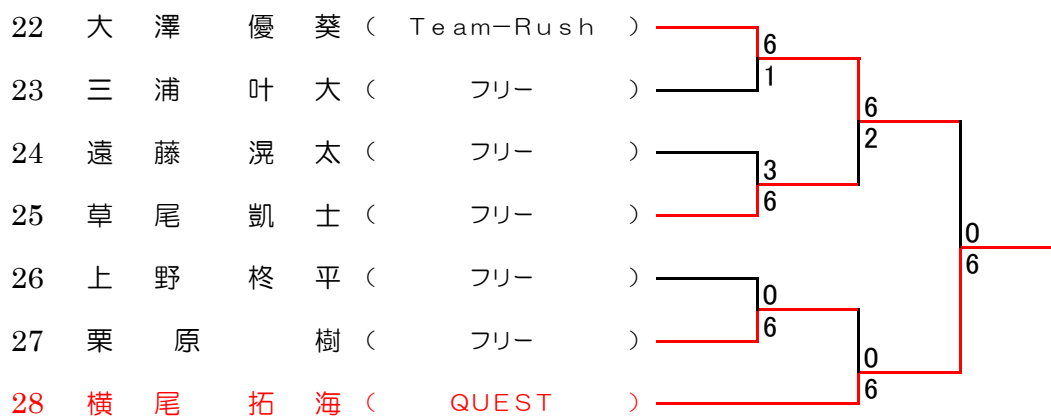 22 大澤 優葵 ( Team-Rush )
6
23 三浦 叶大 ( フリー )
1
6
24 遠藤 滉太 ( フリー )
2
3
25 草尾 凱士 ( フリー )
6
0
26 上野 柊平 ( フリー )
6
0
27 栗原 樹 ( フリー )
6
0
28 横尾 拓海 ( QUEST )
6